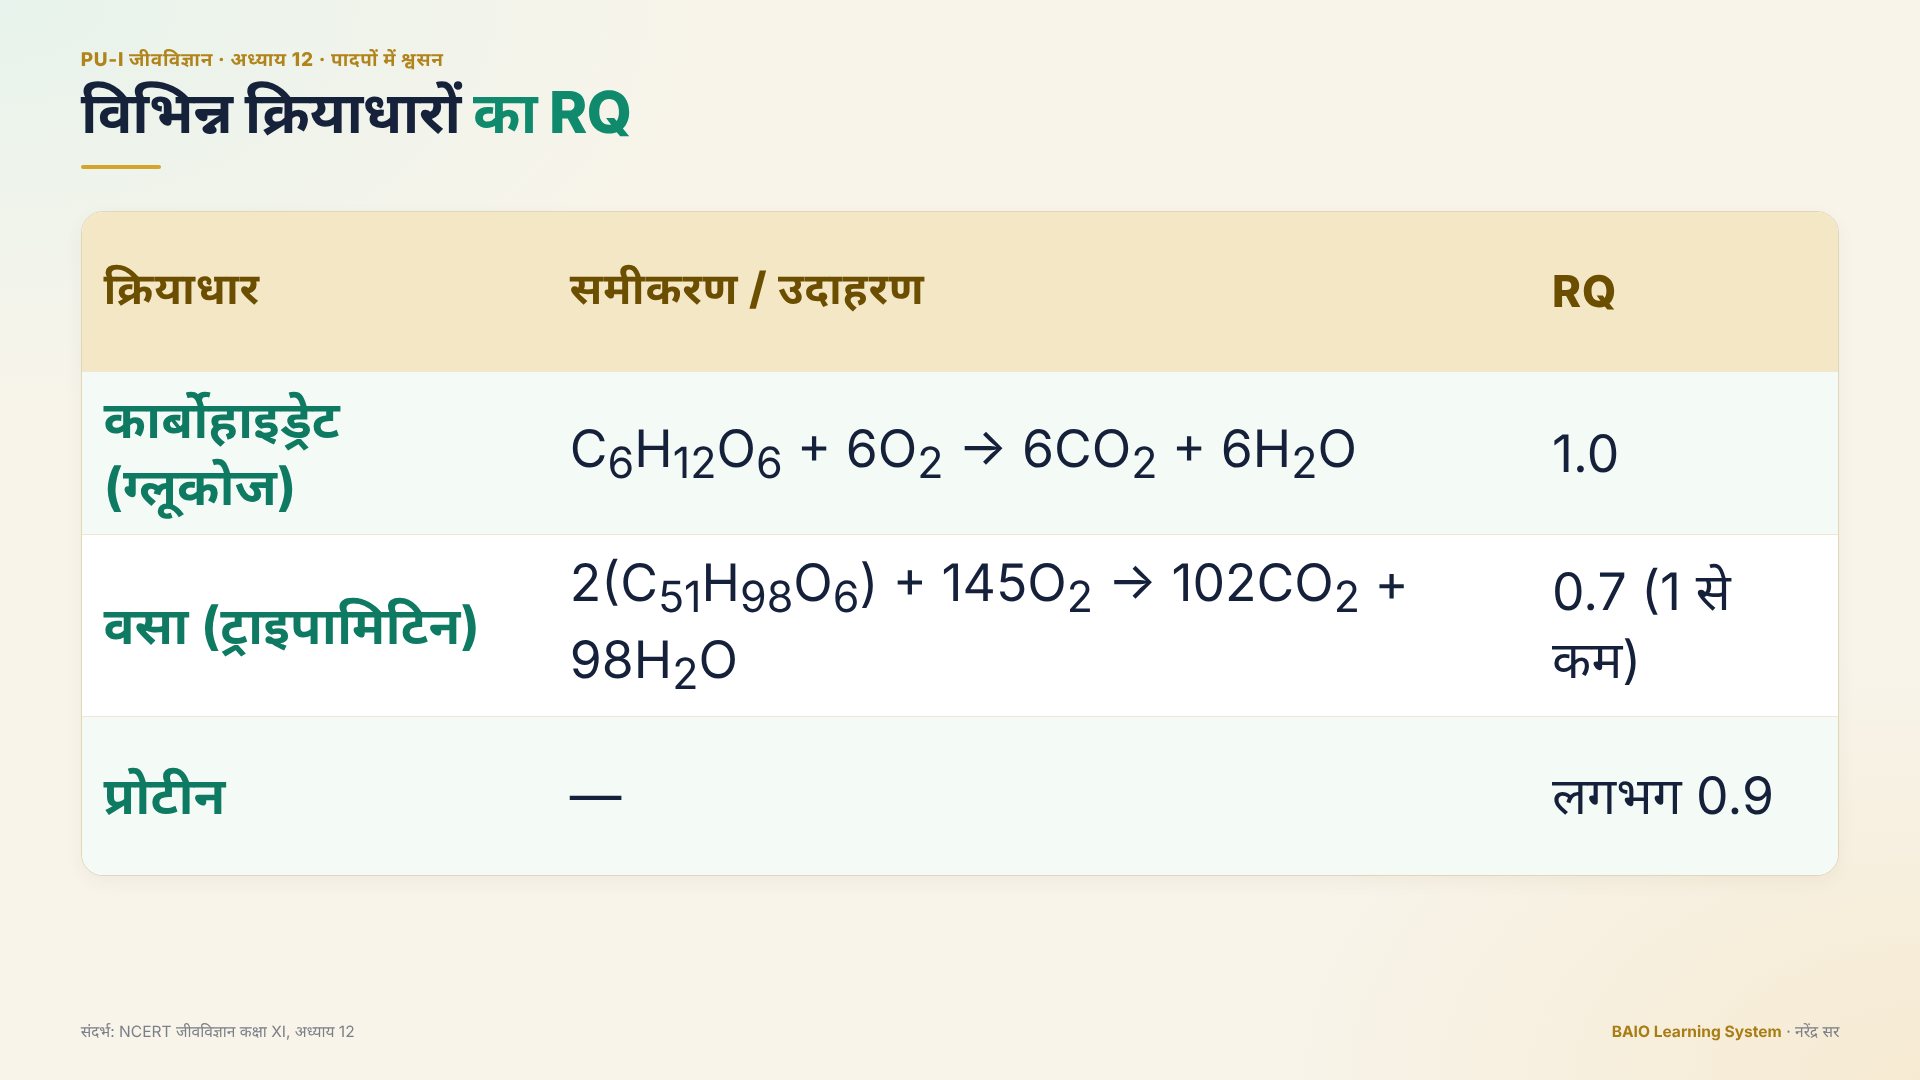 PU-I जीवविज्ञान · अध्याय 12 · पादपों में श्वसन
विभिन्न क्रियाधारों का RQ
क्रियाधार
समीकरण / उदाहरण
RQ
कार्बोहाइड्रेट
(ग्लूकोज)
C₆H₁₂O₆ + 6O₂ → 6CO₂ + 6H₂O
1.0
वसा (ट्राइपामिटिन)
2(C₅₁H₉₈O₆) + 145O₂ → 102CO₂ +
98H₂O
0.7 (1 से
कम)
प्रोटीन
—
लगभग 0.9
संदर्भ: NCERT जीवविज्ञान कक्षा XI, अध्याय 12
BAIO Learning System · नरेंद्र सर